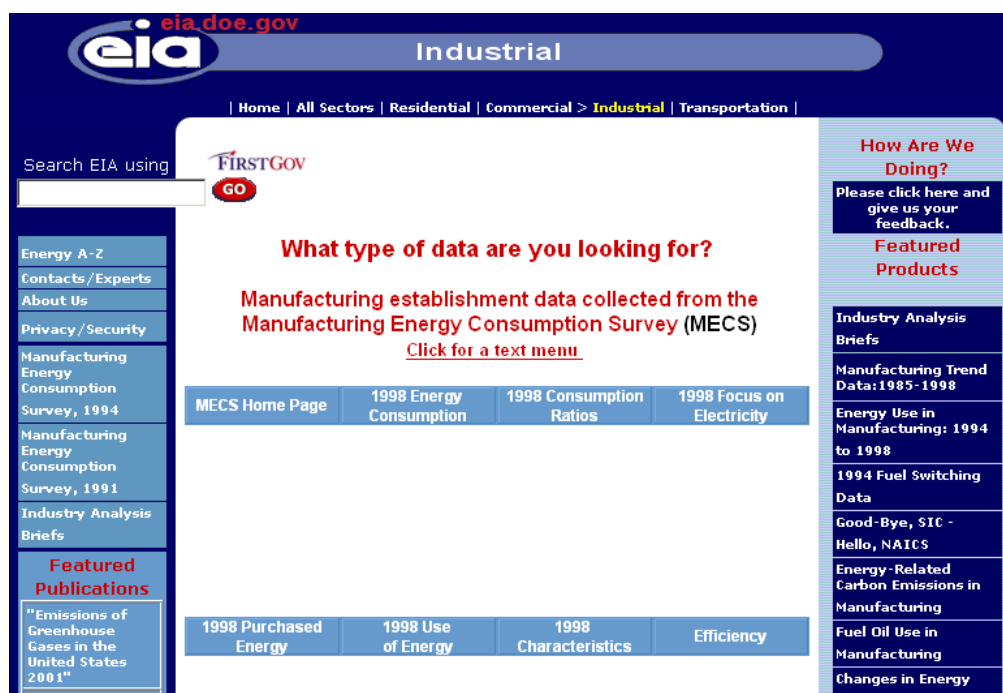 eia.doe.gov
eia
Industrial
| Home | All Sectors | Residential | Commercial > Industrial | Transportation |
Search EIA using
FIRSTGOV
GO
Energy A-Z
Contacts/Experts
About Us
Privacy/Security
Manufacturing
Energy
Consumption
Survey, 1994
Manufacturing
Energy
Consumption
Survey, 1991
Industry Analysis
Briefs
Featured
Publications
"Emissions of
Greenhouse
Gases in the
United States
2001"
What type of data are you looking for?
Manufacturing establishment data collected from the
Manufacturing Energy Consumption Survey (MECS)
Click for a text menu
MECS Home Page
1998 Energy
Consumption
1998 Consumption
Ratios
1998 Focus on
Electricity
1998 Purchased
Energy
1998 Use
of Energy
1998
Characteristics
Efficiency
How Are We
Doing?
Please click here and
give us your
feedback.
Featured
Products
Industry Analysis
Briefs
Manufacturing Trend
Data:1985-1998
Energy Use in
Manufacturing: 1994
to 1998
1994 Fuel Switching
Data
Good-Bye, SIC -
Hello, NAICS
Energy-Related
Carbon Emissions in
Manufacturing
Fuel Oil Use in
Manufacturing
Changes in Energy